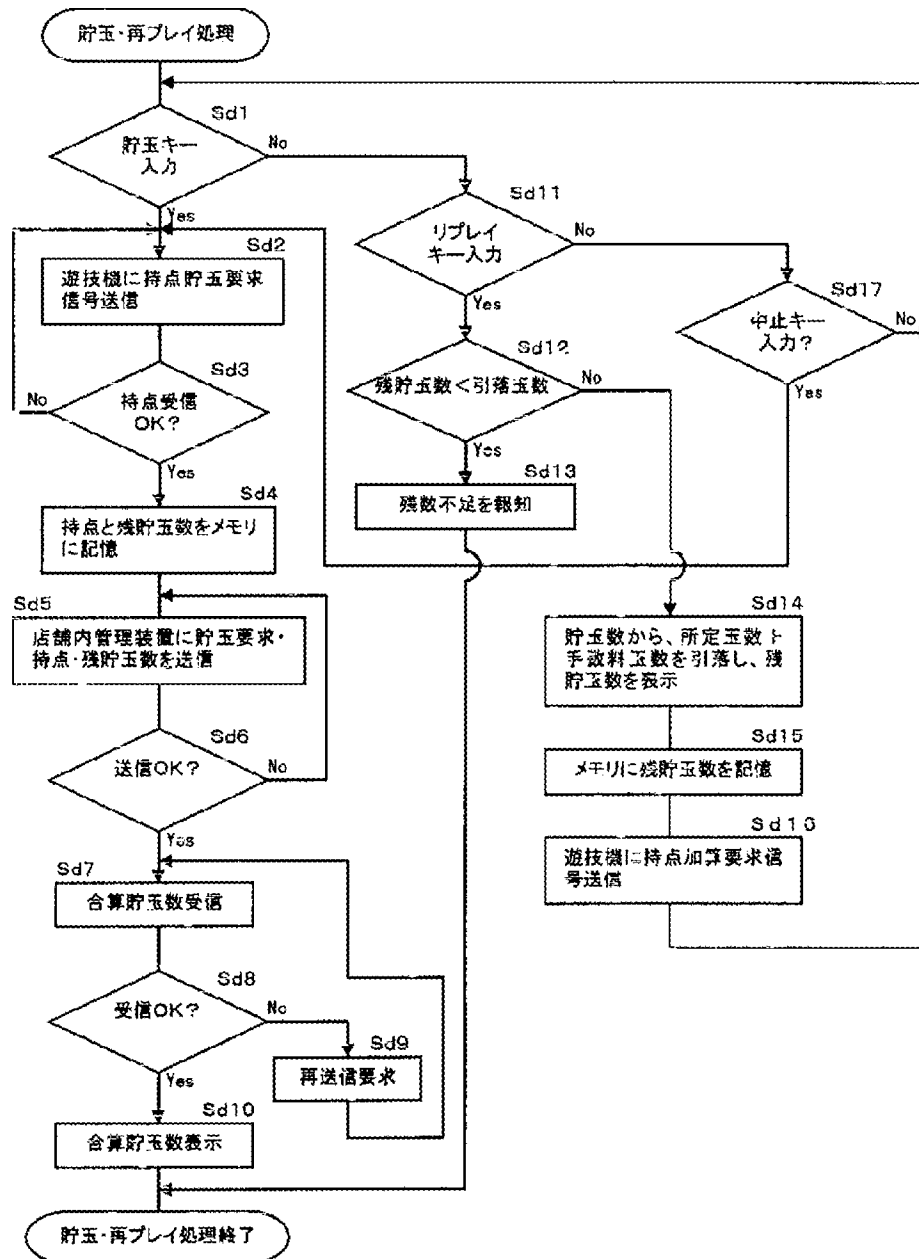 貯玉・再プレイ処理
Sd1
貯玉キー
入力
No
Yes
Sd2
遊技機に持点貯玉要求
信号送信
Sd3
持点受信
OK?
No
Yes
Sd4
持点と残貯玉数をメモリ
に記憶
Sd5
店舗内管理装置に貯玉要求・
持点・残貯玉数を送信
Sd6
送信OK?
No
Yes
Sd7
合算貯玉数受信
Sd8
受信OK?
No
Yes
Sd9
再送信要求
Sd10
合算貯玉数表示
貯玉・再プレイ処理終了
Sd11
リプレイ
キー入力
No
Yes
Sd12
残貯玉数<引落玉数
No
Yes
Sd13
残数不足を報知
Sd17
中止キー
入力?
No
Yes
Sd14
貯玉数から、所定玉数と
手数料玉数を引落し、残
貯玉数を表示
Sd15
メモリに残貯玉数を記憶
Sd16
遊技機に持点加算要求信
号送信